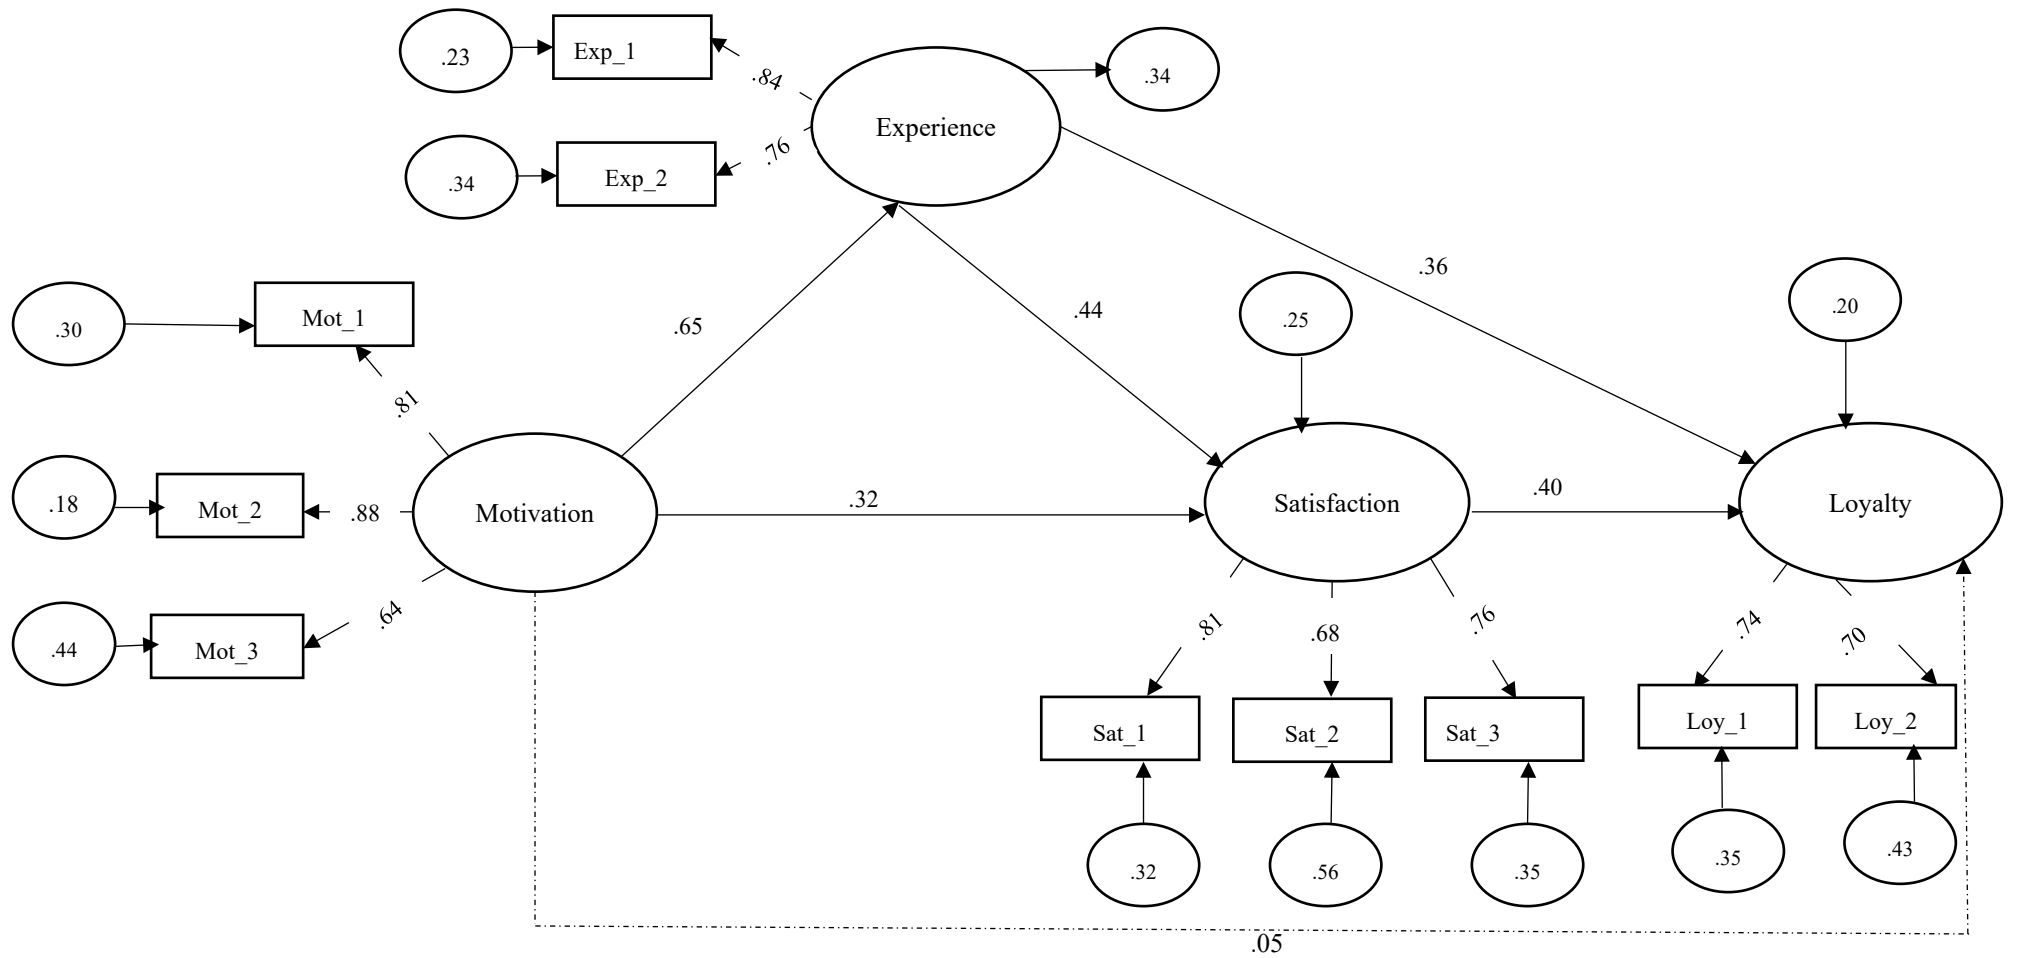 .23
Exp_1
.84
Experience
.34
.34
Exp_2
.76
.30
Mot_1
.81
.65
.44
.36
.25
.20
.18
Mot_2
.88
Motivation
.32
Satisfaction
.40
Loyalty
.44
Mot_3
.64
.81
.68
.76
.74
.70
Sat_1
Sat_2
Sat_3
Loy_1
Loy_2
.32
.56
.35
.35
.43
.05